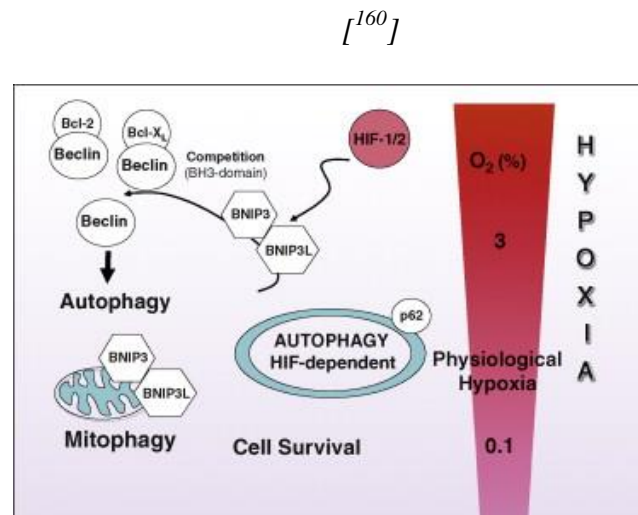 [160]
Bcl-2
Beclin
Bcl-XL
Beclin
Competition
(BH3-domain)
HIF-1/2
BNIP3
BNIP3L
Beclin
Autophagy
BNIP3
BNIP3L
Mitophagy
p62
AUTOPHAGY
HIF-dependent
Cell Survival
O2 (%)
3
Physiological
Hypoxia
0.1
HYPOXIA